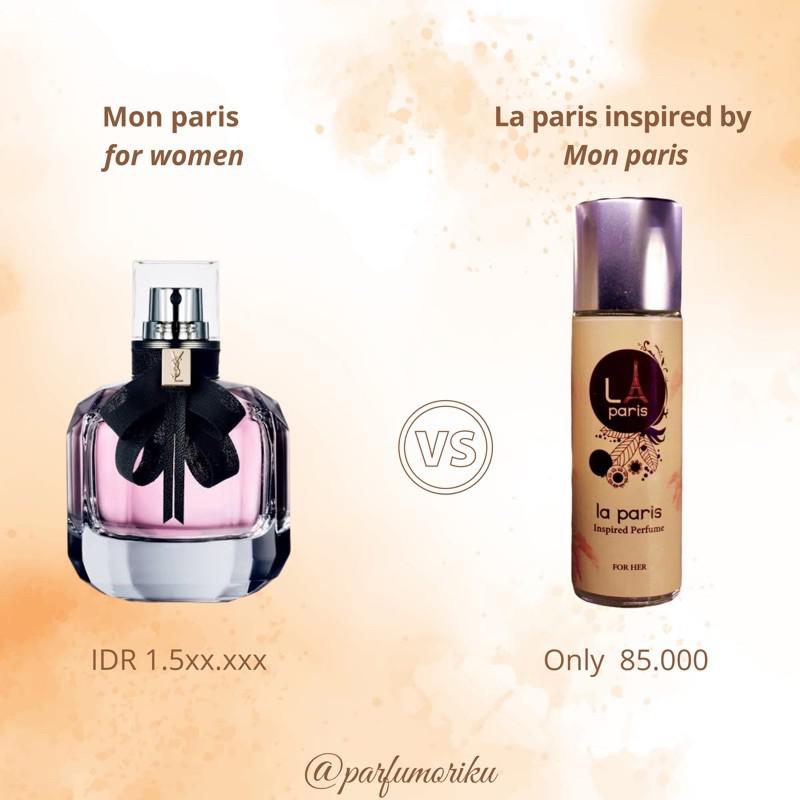 Mon paris
for women
La paris inspired by
Mon paris
YSL
VS
LA
paris
la paris
Inspired Perfume
FOR HER
IDR 1.5xx.xxx
Only 85.000
@parfumoriku